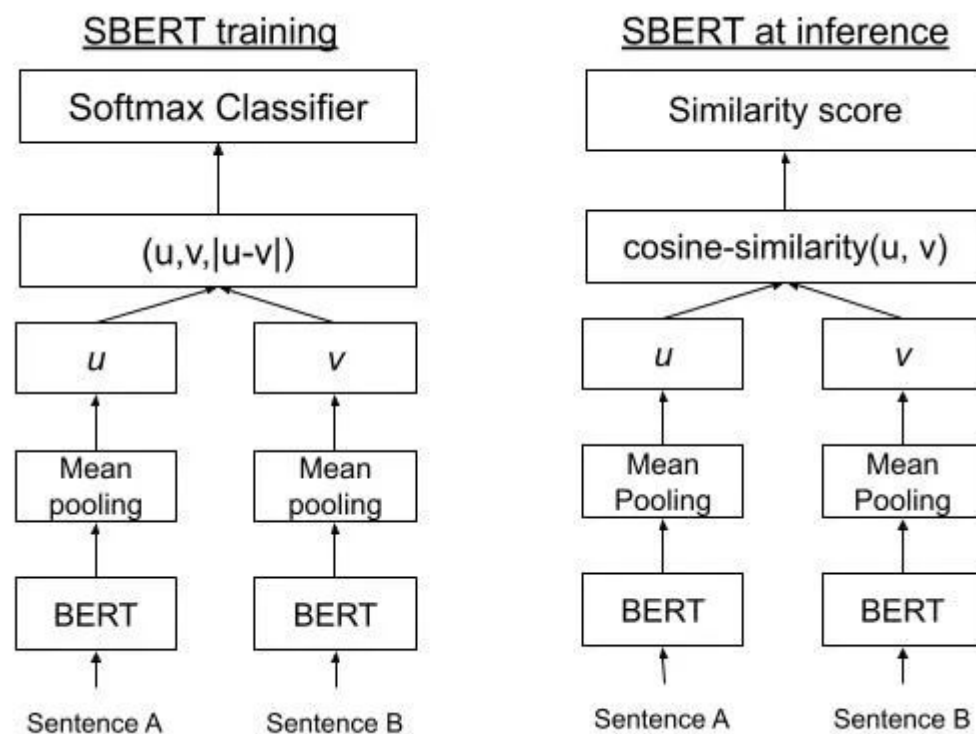 SBERT training
Softmax Classifier
(u,v,|u-v|)
u
v
Mean
pooling
Mean
pooling
BERT
BERT
Sentence A
Sentence B
SBERT at inference
Similarity score
cosine-similarity(u, v)
u
v
Mean
Pooling
Mean
Pooling
BERT
BERT
Sentence A
Sentence B